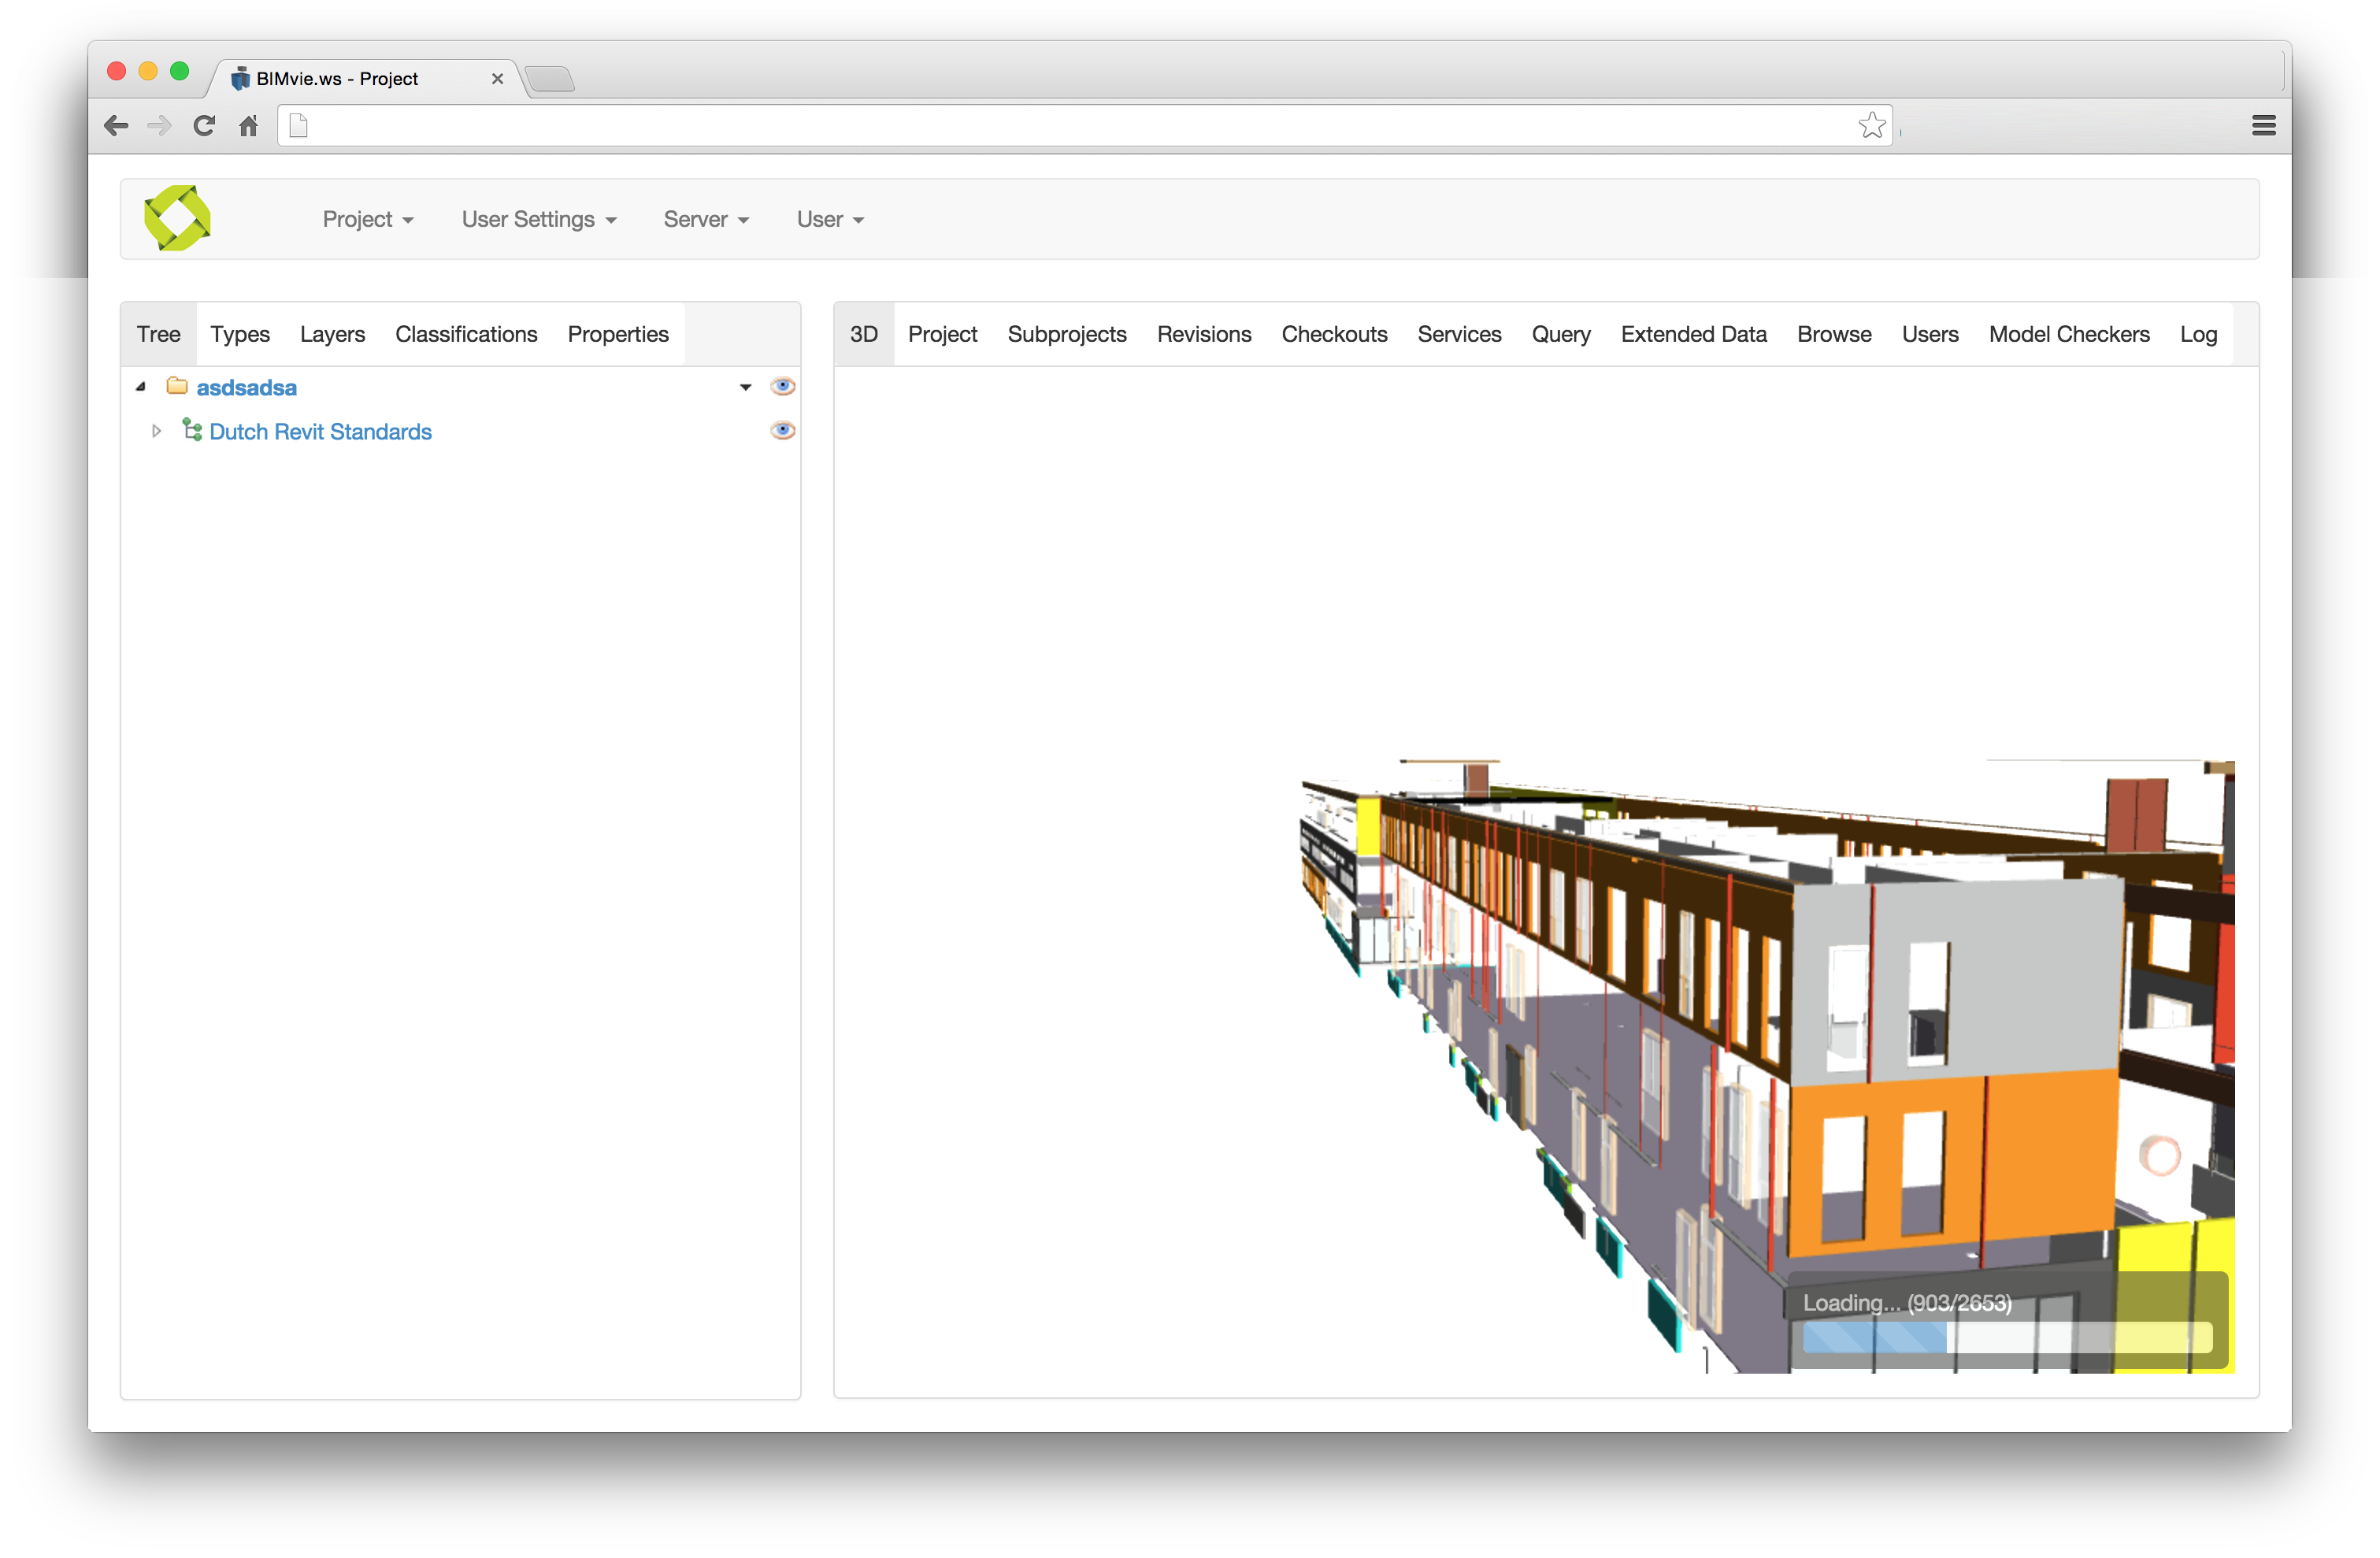 BIMvie.ws - Project
Project User Settings Server User
Tree Types Layers Classifications Properties
3D Project Subprojects Revisions Checkouts Services Query Extended Data Browse Users Model Checkers Log
asdsadsa
Dutch Revit Standards
Loading... (903/2653)